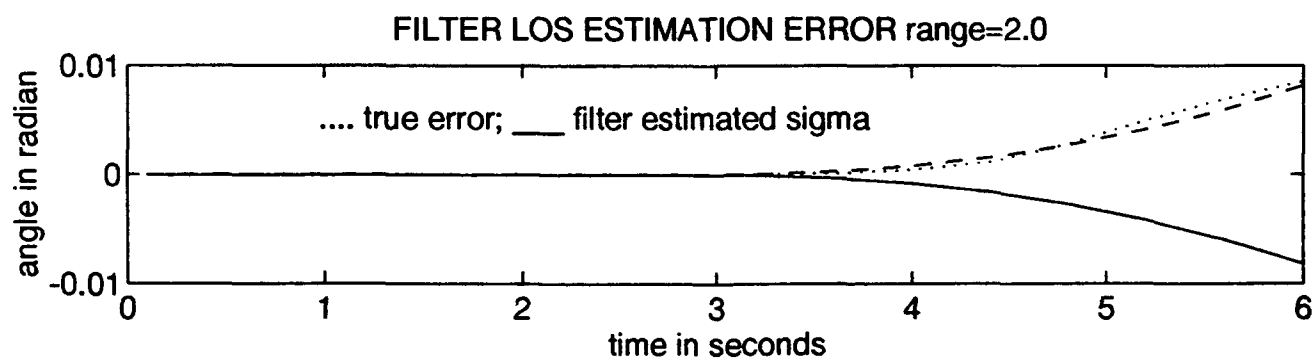 FILTER LOS ESTIMATION ERROR range=2.0
0.01
.... true error; ___ filter estimated sigma
angle in radian
0
-0.01
0 1 2 3 4 5 6
time in seconds